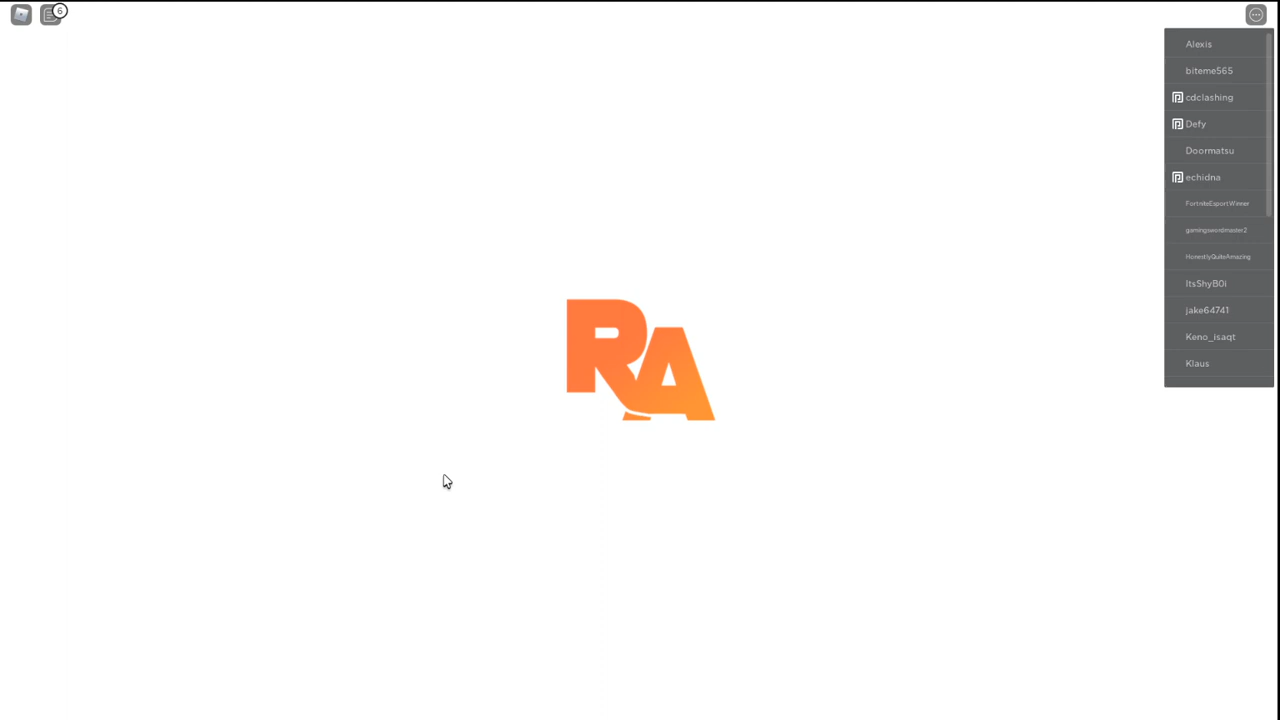 6
Alexis
biteme565
cdclashing
Defy
Doormatsu
echidna
FortniteEsportWinner
gamingswordmaster2
HonestlyQuiteAmazing
ItsShyB0i
jake64741
Keno_isaqt
Klaus
RA